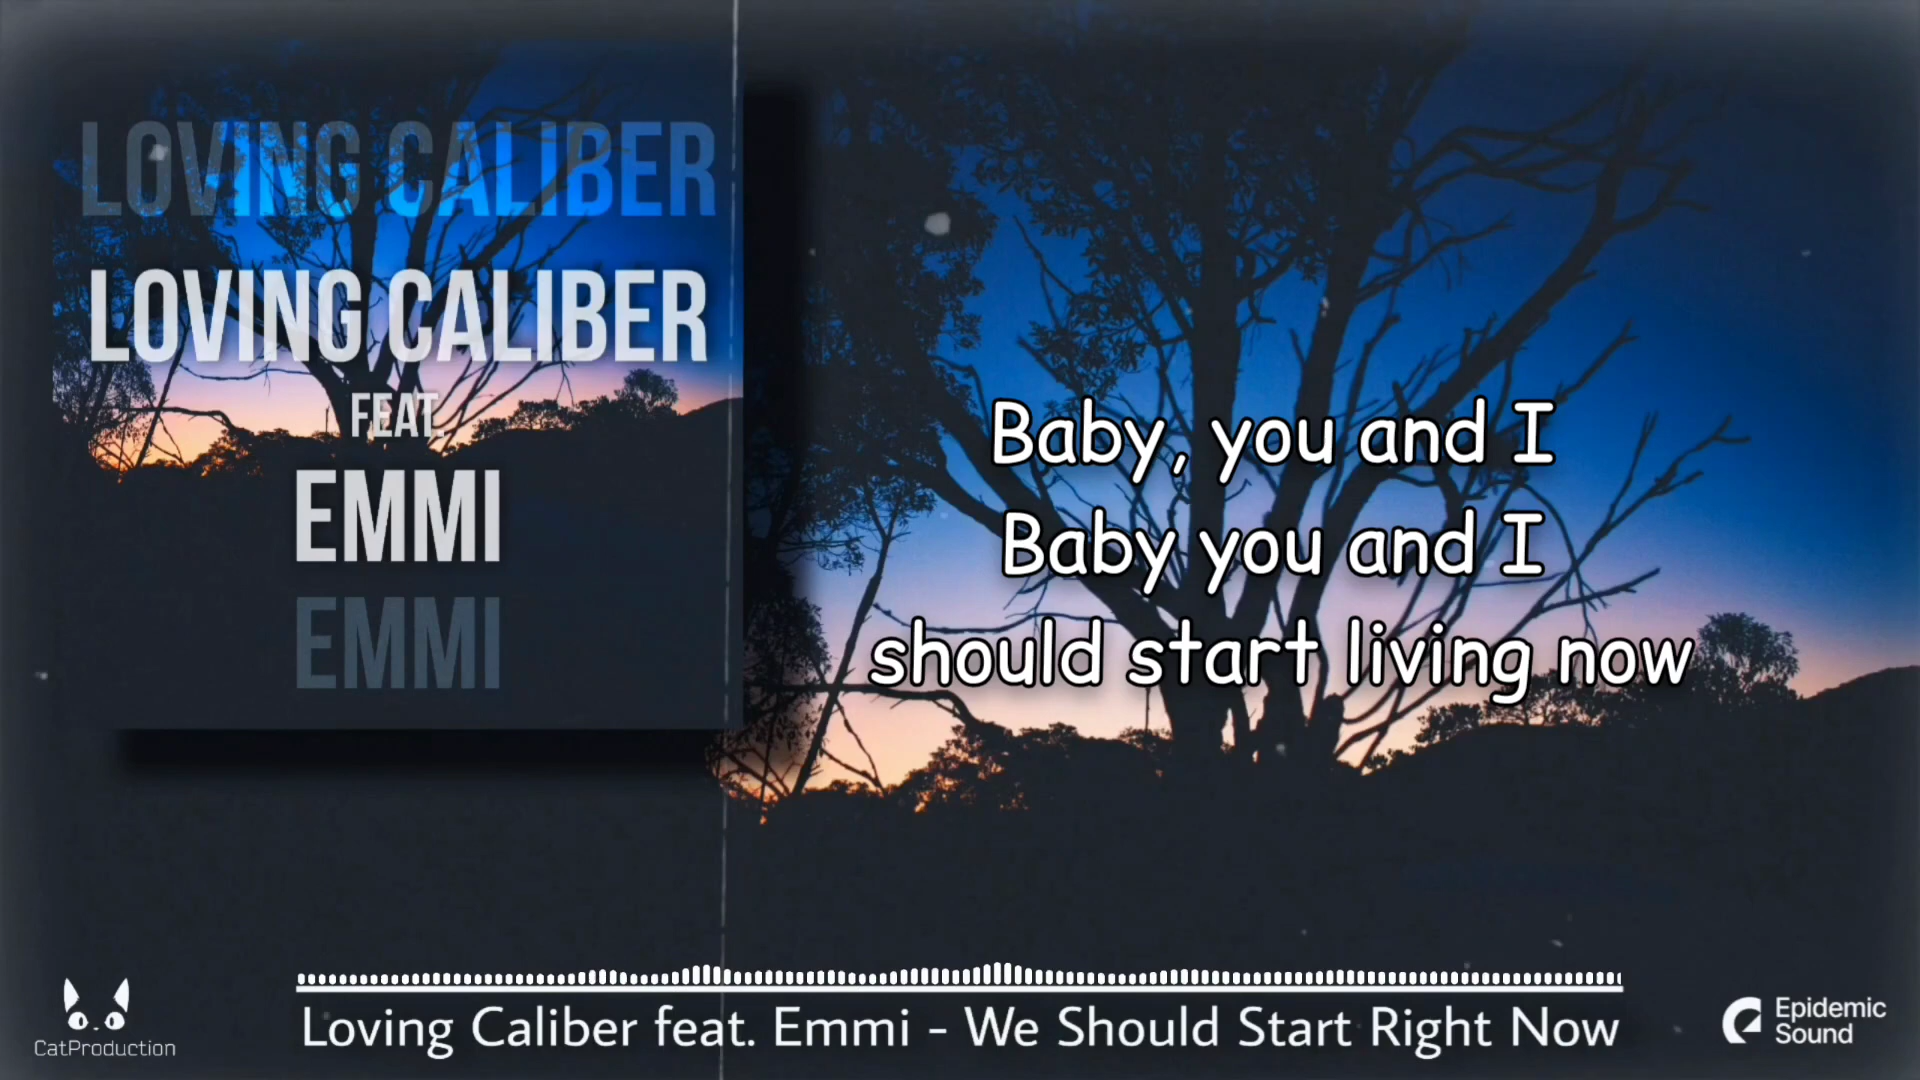 LOVING CALIBER
LOVING CALIBER
FEAT.
EMMI
EMMI
Baby, you and I
Baby you and I
should start living now
Loving Caliber feat. Emmi - We Should Start Right Now
CatProduction
Epidemic
Sound